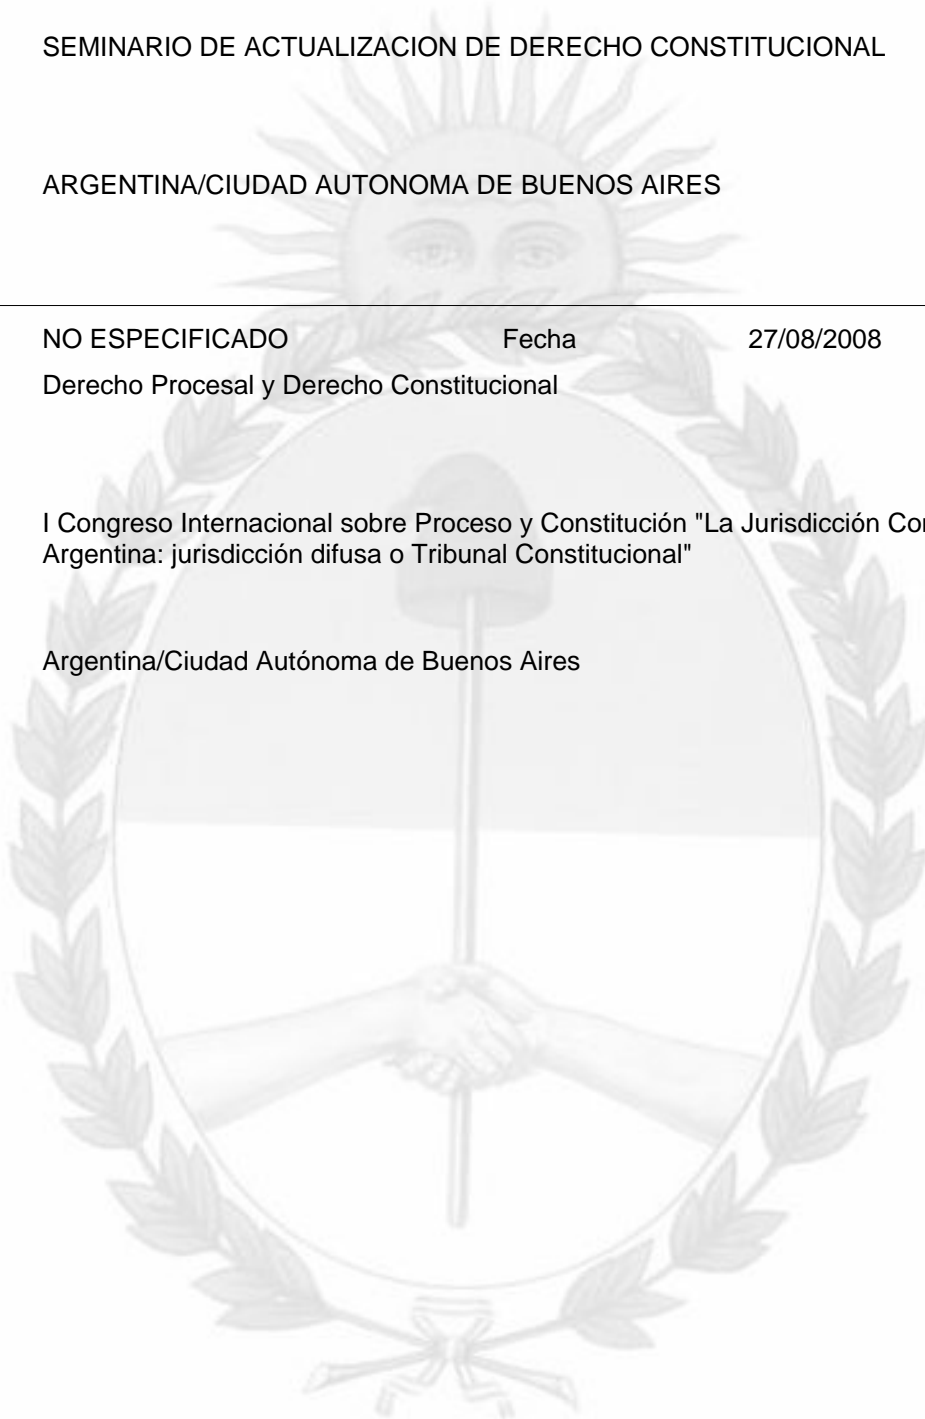 SEMINARIO DE ACTUALIZACION DE DERECHO CONSTITUCIONAL
ARGENTINA/CIUDAD AUTONOMA DE BUENOS AIRES
NO ESPECIFICADO Fecha 27/08/2008
Derecho Procesal y Derecho Constitucional
I Congreso Internacional sobre Proceso y Constitución "La Jurisdicción
Argentina: jurisdicción difusa o Tribunal Constitucional"
Argentina/Ciudad Autónoma de Buenos Aires